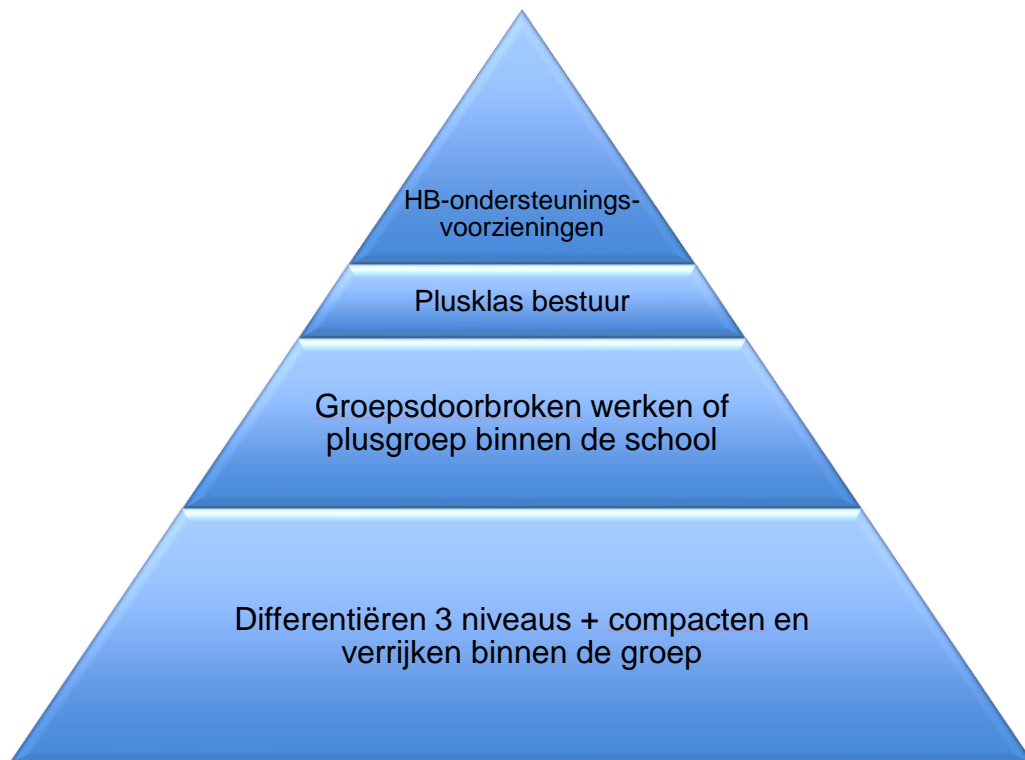 HB-ondersteunings-
voorzieningen
Plusklas bestuur
Groepsdoorbroken werken of
plusgroep binnen de school
Differentiëren 3 niveaus + compacten en
verrijken binnen de groep